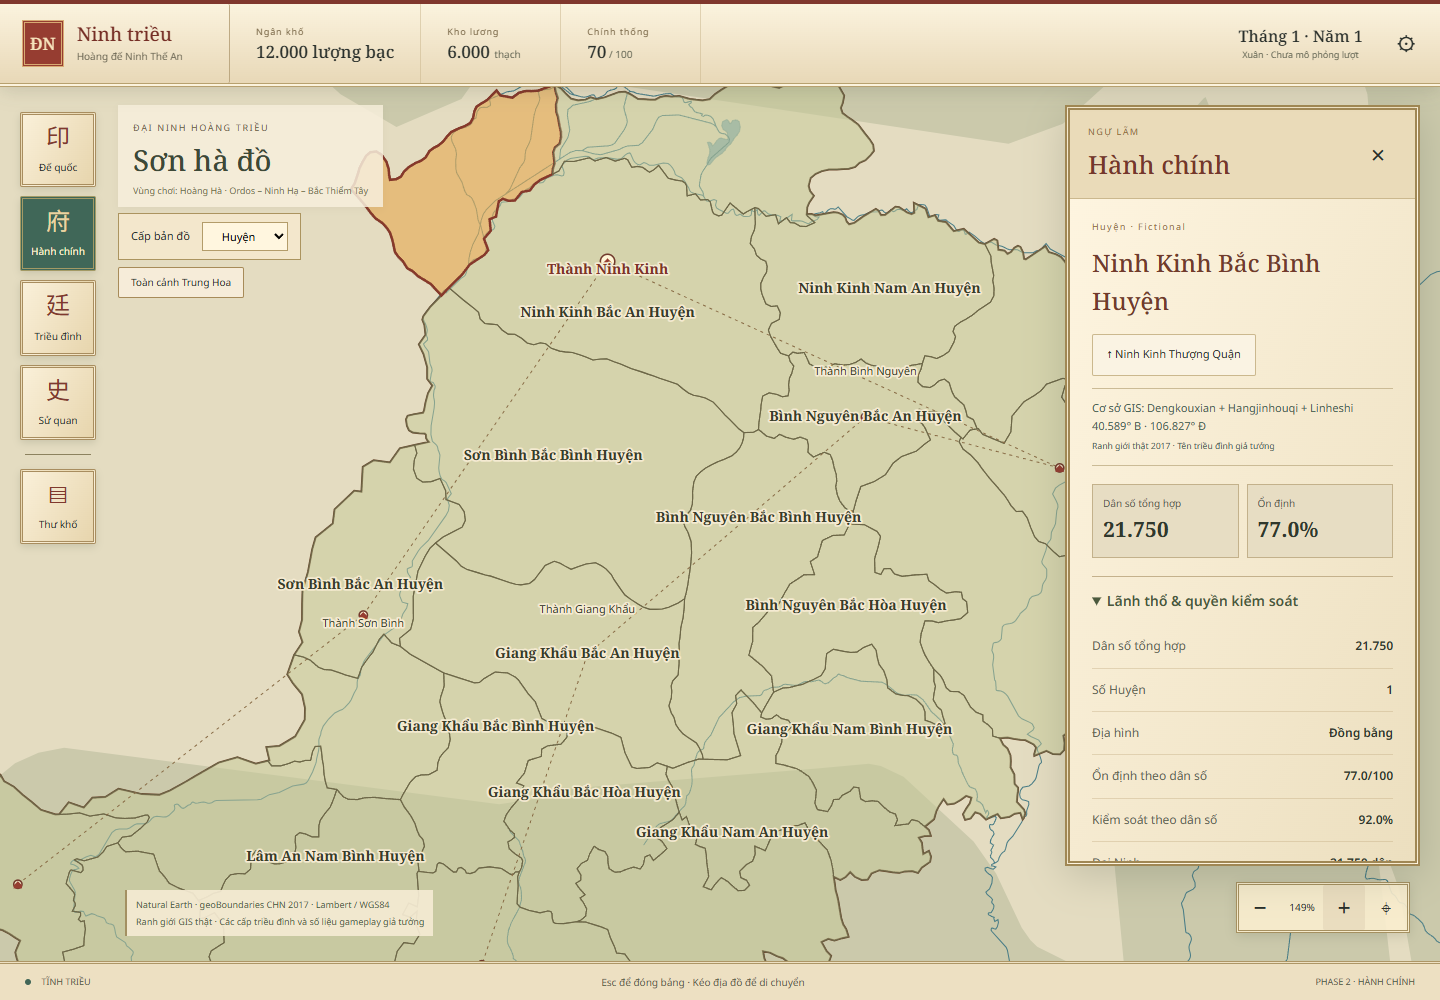 ĐN
Ninh triều
Hoàng đế Ninh Thế An
Ngân khố
12.000 lượng bạc
Kho lương
6.000 thạch
Chính thống
70 / 100
Tháng 1 · Năm 1
Xuân · Chưa mô phỏng lượt
印
Đế quốc
府
Hành chính
廷
Triều đình
史
Sử quan
Thư khố
ĐẠI NINH HOÀNG TRIỀU
Sơn hà đồ
Vùng chơi: Hoàng Hà · Ordos – Ninh Hạ – Bắc Thiểm Tây
Cấp bản đồ
Huyện
Toàn cảnh Trung Hoa
Thành Ninh Kinh
Ninh Kinh Nam An Huyện
Ninh Kinh Bắc An Huyện
Thành Bình Nguyên
Bình Nguyên Bắc An Huyện
Sơn Bình Bắc Bình Huyện
Bình Nguyên Bắc Bình Huyện
Sơn Bình Bắc An Huyện
Thành Sơn Bình
Thành Giang Khẩu
Bình Nguyên Bắc Hòa Huyện
Giang Khẩu Bắc An Huyện
Giang Khẩu Bắc Bình Huyện
Giang Khẩu Nam Bình Huyện
Giang Khẩu Bắc Hòa Huyện
Giang Khẩu Nam An Huyện
Lâm An Nam Bình Huyện
Natural Earth · geoBoundaries CHN 2017 · Lambert / WGS84
Ranh giới GIS thật · Các cấp triều đình và số liệu gameplay giả tưởng
NGỰ LÃM
Hành chính
Huyện · Fictional
Ninh Kinh Bắc Bình
Huyện
↑ Ninh Kinh Thượng Quận
Cơ sở GIS: Dengkouxian + Hangjinhouqi + Linheshi
40.589° B · 106.827° Đ
Ranh giới thật 2017 · Tên triều đình giả tưởng
Dân số tổng hợp
21.750
Ổn định
77.0%
▼ Lãnh thổ & quyền kiểm soát
Dân số tổng hợp 21.750
Số Huyện 1
Địa hình Đồng bằng
Ổn định theo dân số 77.0/100
Kiểm soát theo dân số 92.0%
Đại Ninh 21.750 dân
149%
TĨNH TRIỀU
Esc để đóng bảng · Kéo địa đồ để di chuyển
PHASE 2 · HÀNH CHÍNH